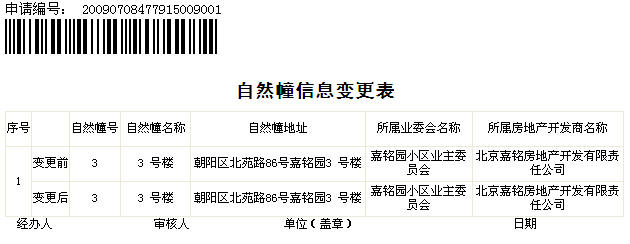 申请编号： 20090708477915009001
自然幢信息变更表
序号 自然幢号 自然幢名称 自然幢地址 所属业委会名称 所属房地产开发商名称
1 变更前 3 3 号楼 朝阳区北苑路86号嘉铭园3 号楼 嘉铭园小区业主委员会 北京嘉铭房地产开发有限责任公司
变更后 3 3 号楼 朝阳区北苑路86号嘉铭园3 号楼 嘉铭园小区业主委员会 北京嘉铭房地产开发有限责任公司
经办人 审核人 单位（盖章） 日期